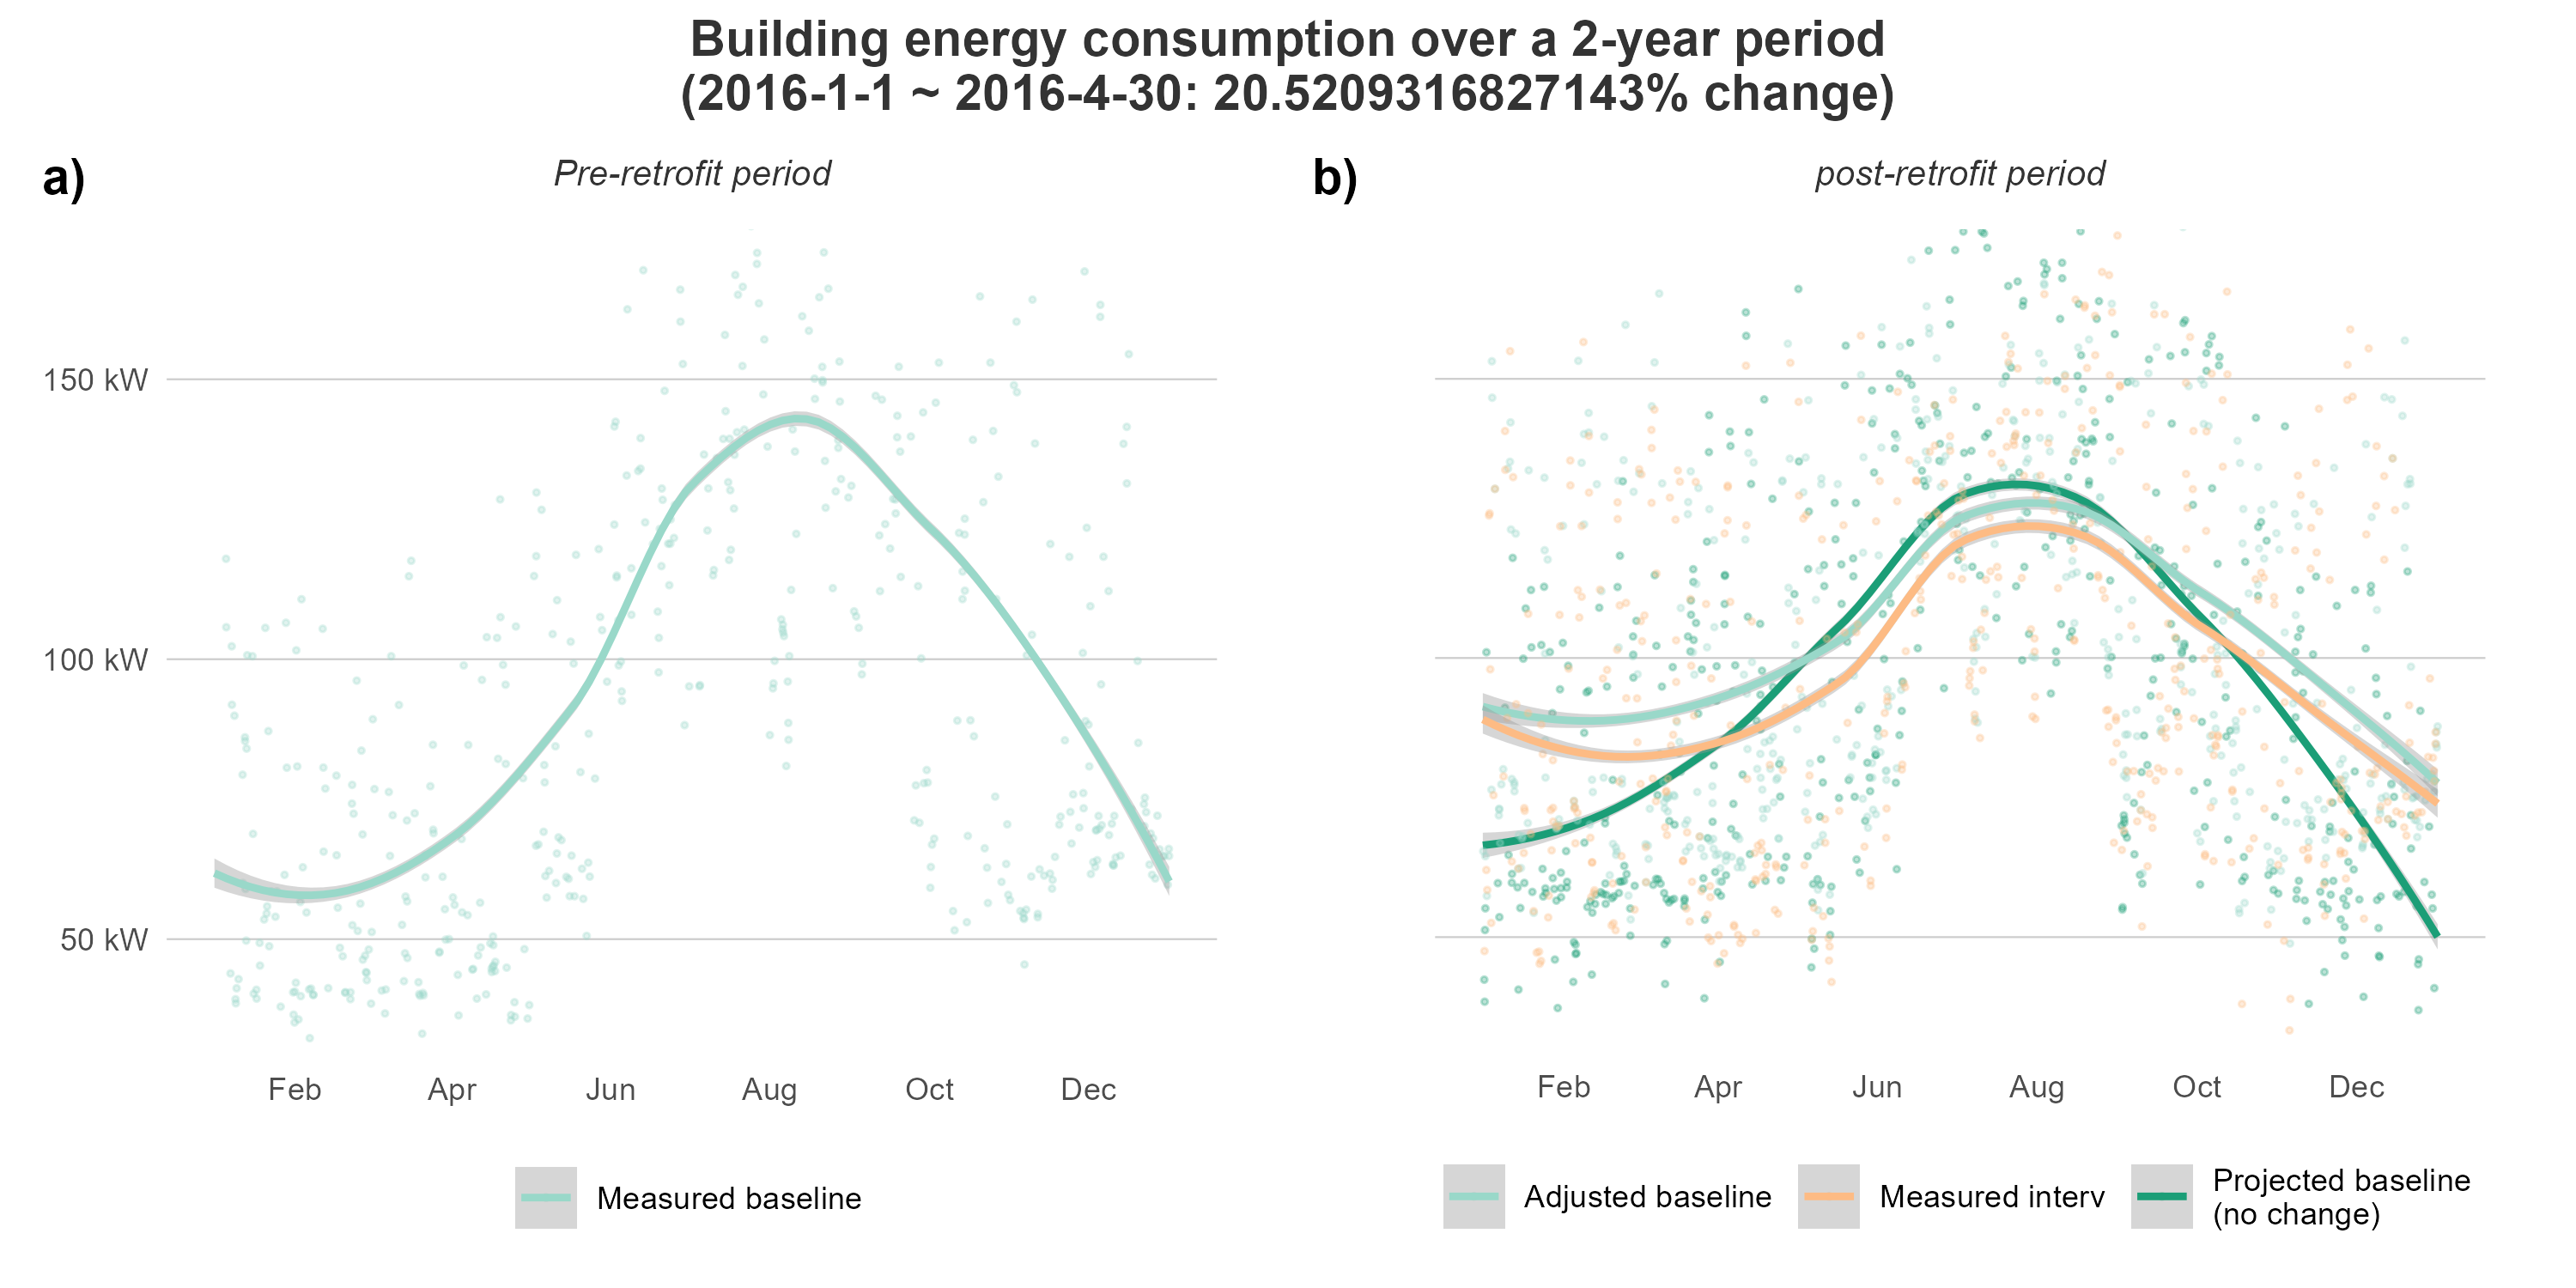 Building energy consumption over a 2-year period
(2016-1-1 ~ 2016-4-30: 20.5209316827143% change)
a)
Pre-retrofit period
150 kW
100 kW
50 kW
Feb Apr Jun Aug Oct Dec
Measured baseline
b)
post-retrofit period
Feb Apr Jun Aug Oct Dec
Adjusted baseline
Measured interv
Projected baseline
(no change)